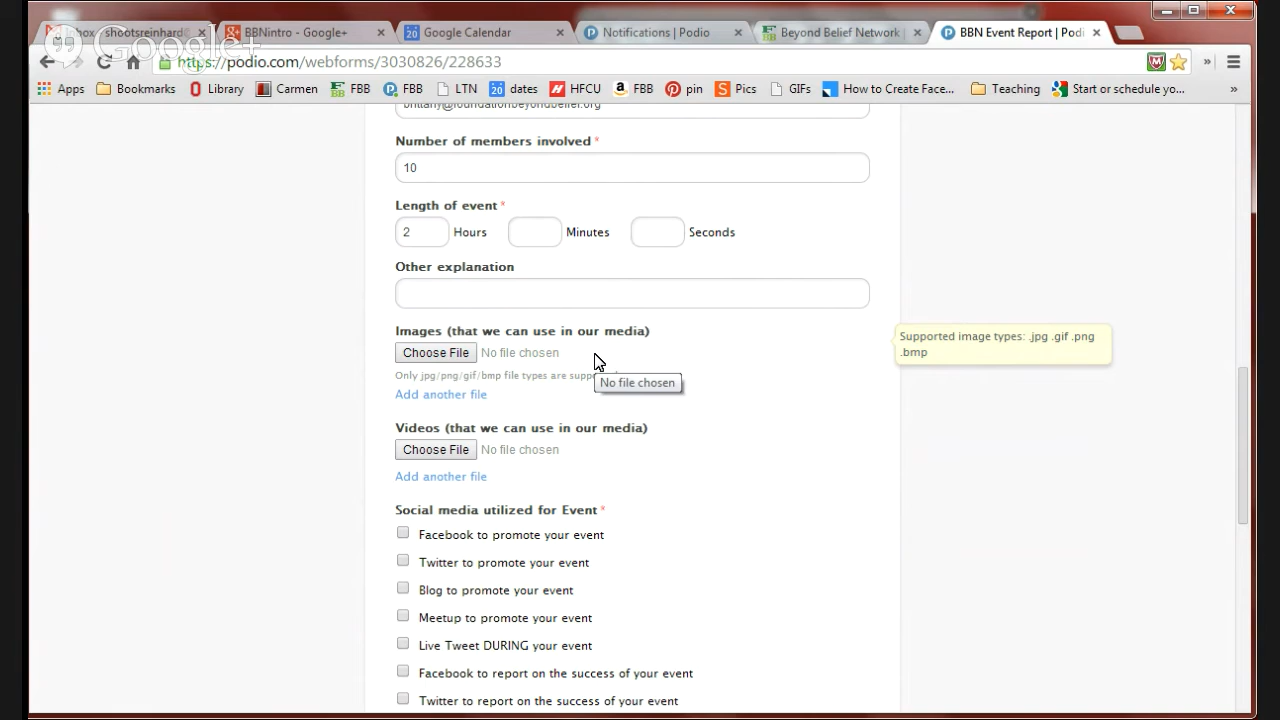 Google+
Inbox - shootsreinhard@
BBNintro - Google+
Google Calendar
Notifications | Podio
Beyond Belief Network |
BBN Event Report | Podi
https://podio.com/webforms/3030826/228633
Apps
Bookmarks
Library
Carmen
FBB
FBB
LTN
20 dates
HFCU
FBB
pin
Pics
GIFs
How to Create Face...
Teaching
Start or schedule yo...
brittany@foundationbeyondbelief.org
Number of members involved *
10
Length of event *
2 Hours Minutes Seconds
Other explanation
Images (that we can use in our media)
Supported image types: .jpg .gif .png
.bmp
Choose File No file chosen
Only jpg/png/gif/bmp file types are supp
No file chosen
Add another file
Videos (that we can use in our media)
Choose File No file chosen
Add another file
Social media utilized for Event *
Facebook to promote your event
Twitter to promote your event
Blog to promote your event
Meetup to promote your event
Live Tweet DURING your event
Facebook to report on the success of your event
Twitter to report on the success of your event